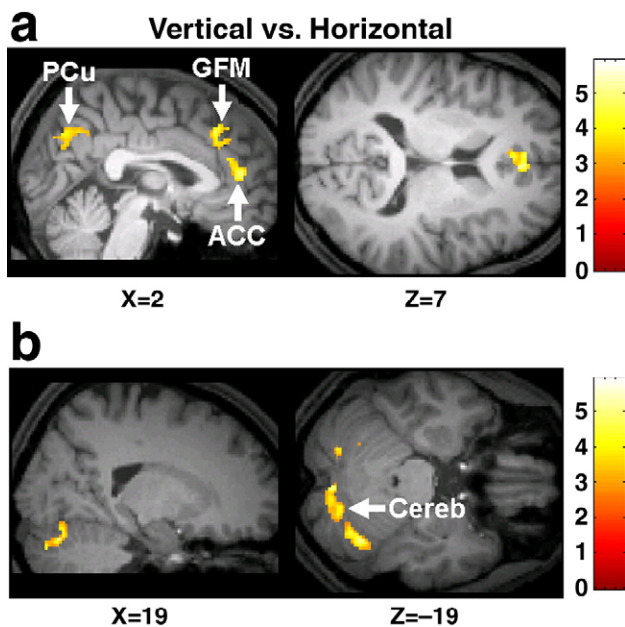 a
Vertical vs. Horizontal
PCu
GFM
ACC
5
4
3
2
1
0
X=2
Z=7
b
Cereb
5
4
3
2
1
0
X=19
Z=–19